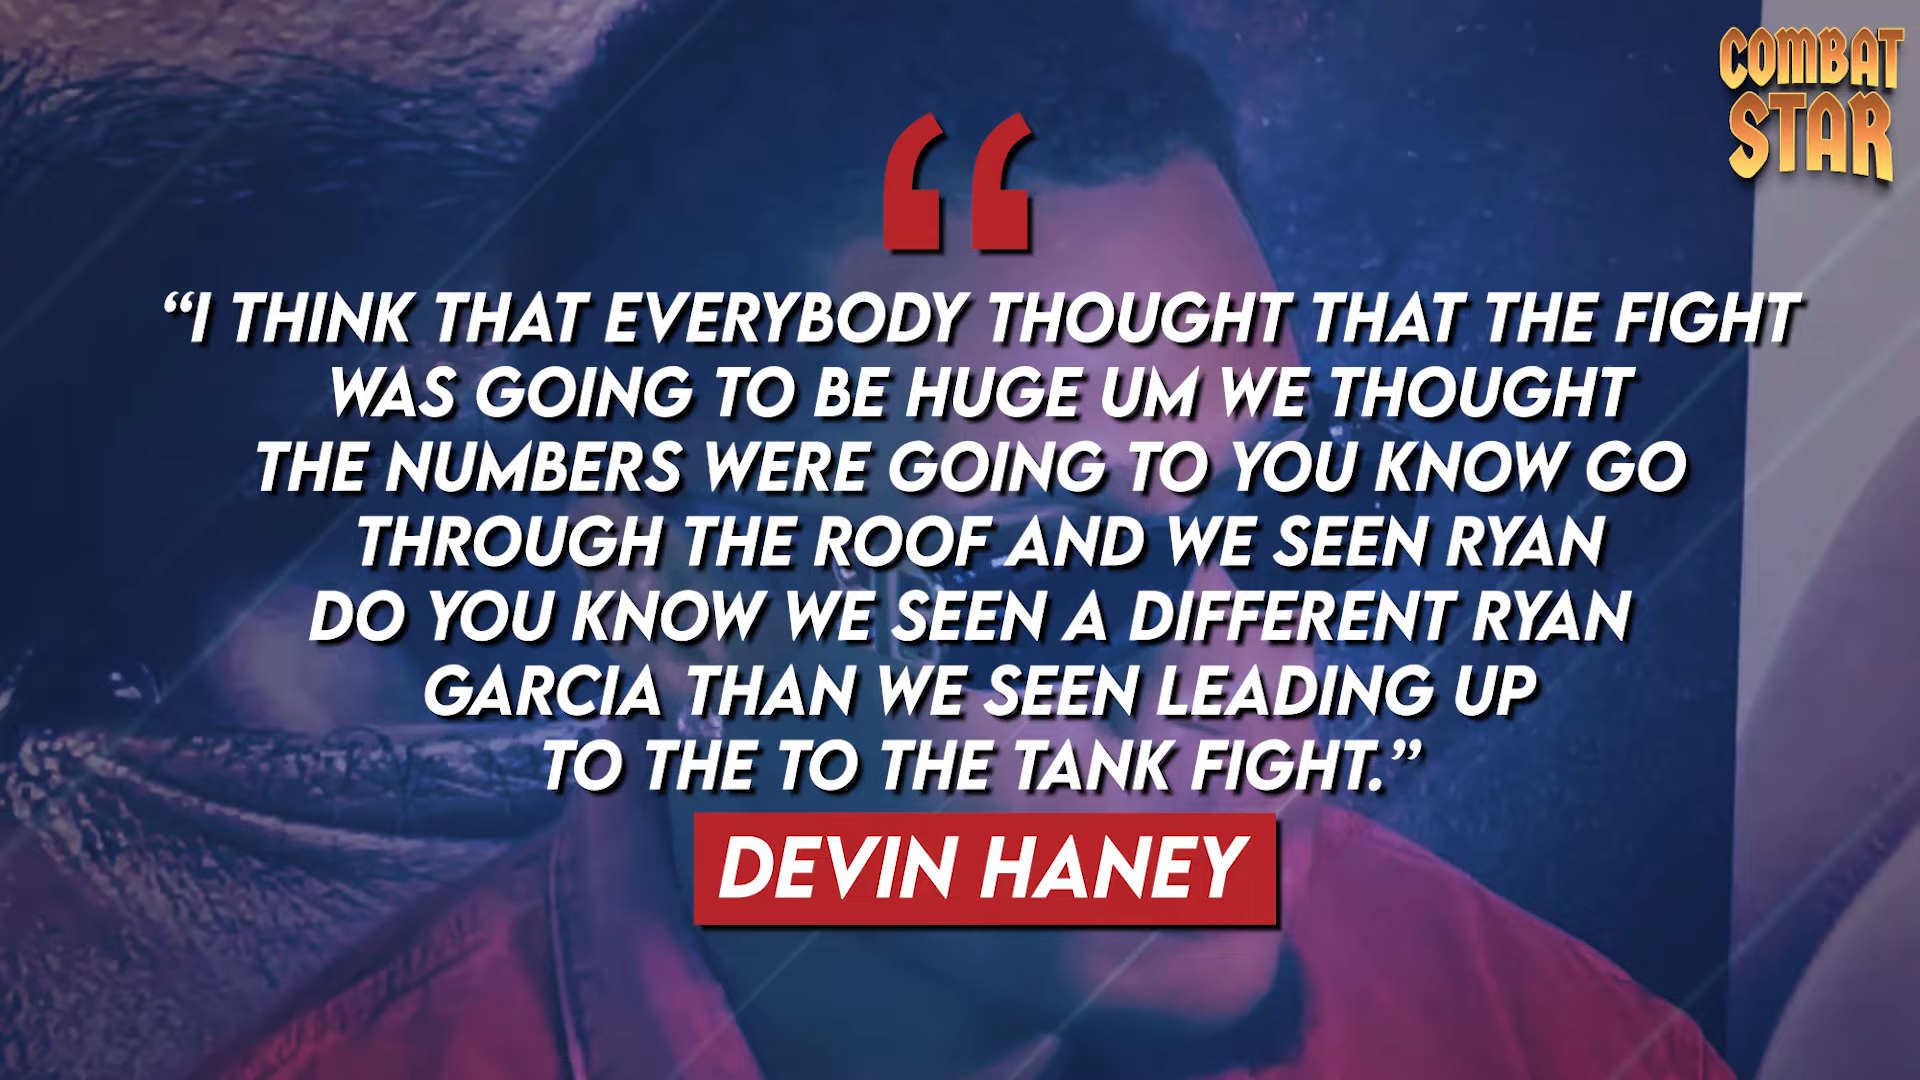 COMBAT
STAR
“I THINK THAT EVERYBODY THOUGHT THAT THE FIGHT
WAS GOING TO BE HUGE UM WE THOUGHT
THE NUMBERS WERE GOING TO YOU KNOW GO
THROUGH THE ROOF AND WE SEEN RYAN
DO YOU KNOW WE SEEN A DIFFERENT RYAN
GARCIA THAN WE SEEN LEADING UP
TO THE TO THE TANK FIGHT.”
DEVIN HANEY